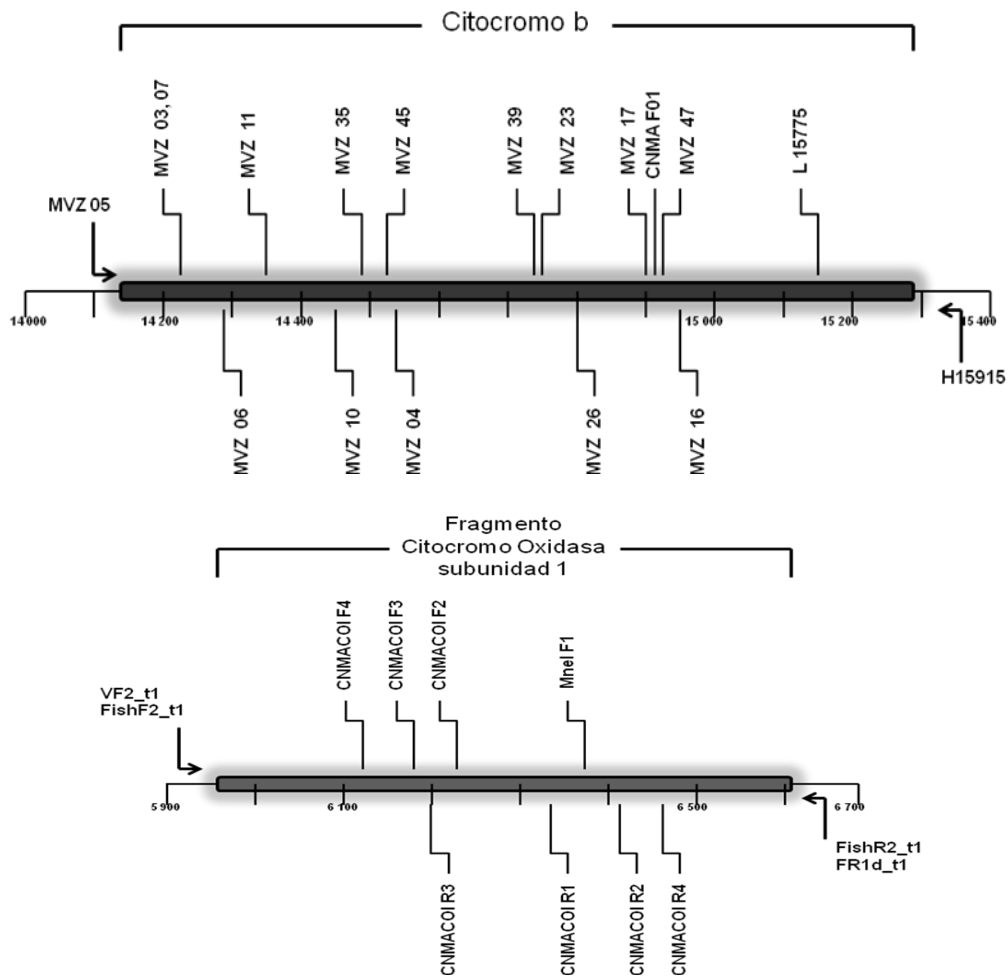 Citocromo b
MVZ 03, 07
MVZ 11
MVZ 35
MVZ 45
MVZ 39
MVZ 23
MVZ 17
CNMA F01
MVZ 47
L15775
MVZ 05
14 000
14 200
14 400
15 000
15 200
15 400
H15915
MVZ 06
MVZ 10
MVZ 04
MVZ 26
MVZ 16
Fragmento
Citocromo Oxidasa
subunidad 1
CNMACOI F4
CNMACOI F3
CNMACOI F2
MneI F1
VF2_t1
FishF2_t1
5 900
6 100
6 500
6 700
FishR2_t1
FR1d_t1
CNMACOI R3
CNMACOI R1
CNMACOI R2
CNMACOI R4